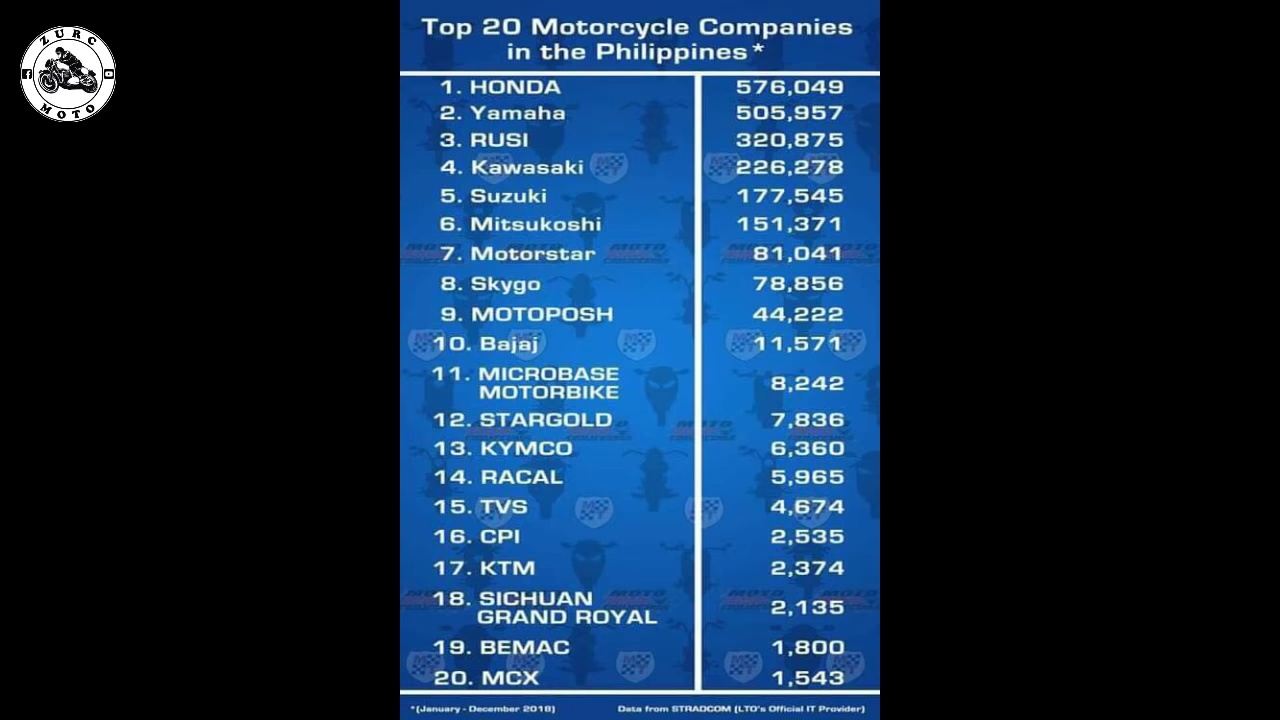 ZURC
MOTO
Top 20 Motorcycle Companies
in the Philippines*
1. HONDA 576,049
2. Yamaha 505,957
3. RUSI 320,875
4. Kawasaki 226,278
5. Suzuki 177,545
6. Mitsukoshi 151,371
7. Motorstar 81,041
8. Skygo 78,856
9. MOTOPOSH 44,222
10. Bajaj 11,571
11. MICROBASE
MOTORBIKE 8,242
12. STARGOLD 7,836
13. KYMCO 6,360
14. RACAL 5,965
15. TVS 4,674
16. CPI 2,535
17. KTM 2,374
18. SICHUAN
GRAND ROYAL 2,135
19. BEMAC 1,800
20. MCX 1,543
*(January - December 2018) Data from STRADCOM (LTO's Official IT Provider)